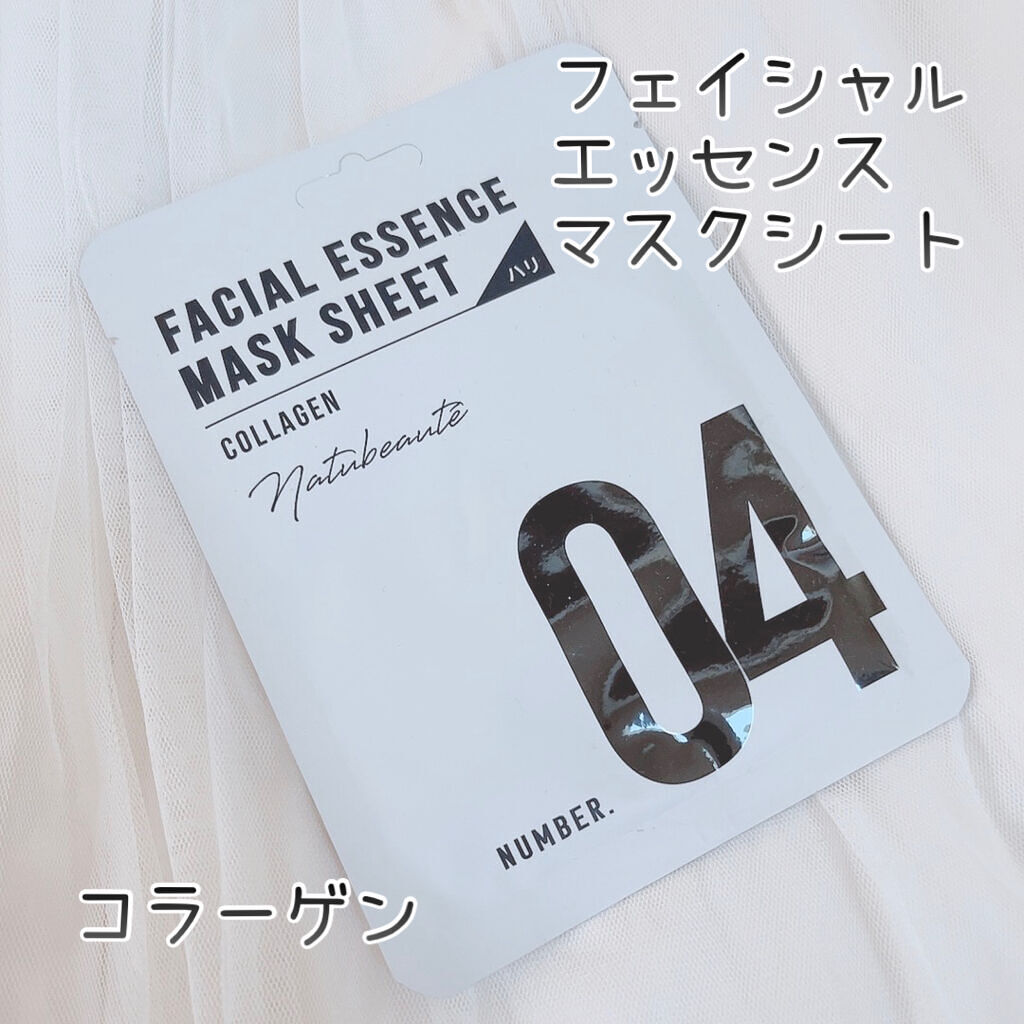 フェイシャル
エッセンス
マスクシート
FACIAL ESSENCE
MASK SHEET
ハリ
COLLAGEN
Natubeauté
04
NUMBER.
コラーゲン